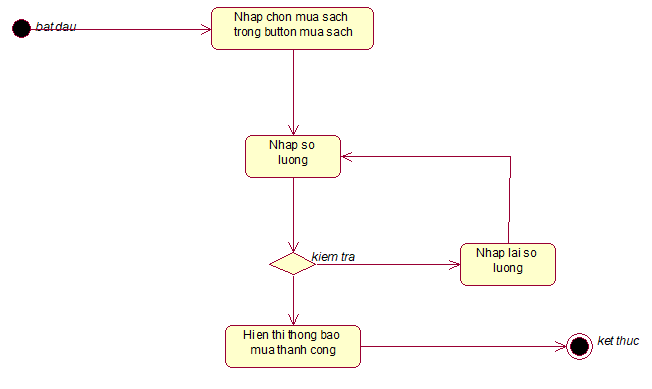 bat dau
Nhap chon mua sach
trong button mua sach
Nhap so
luong
kiem tra
Nhap lai so
luong
Hien thi thong bao
mua thanh cong
ket thuc